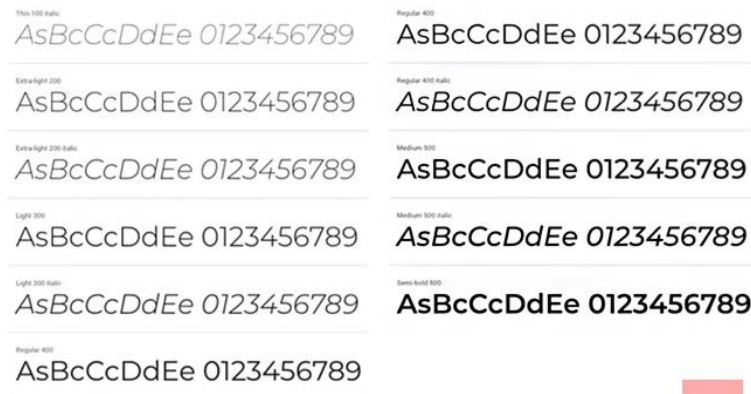 Thin 100 italic
AsBcCcDdEe 0123456789
Extra-light 200
AsBcCcDdEe 0123456789
Extra-light 200 italic
AsBcCcDdEe 0123456789
Light 300
AsBcCcDdEe 0123456789
Light 300 italic
AsBcCcDdEe 0123456789
Regular 400
AsBcCcDdEe 0123456789
Regular 400
AsBcCcDdEe 0123456789
Regular 400 italic
AsBcCcDdEe 0123456789
Medium 500
AsBcCcDdEe 0123456789
Medium 500 italic
AsBcCcDdEe 0123456789
Semi-bold 600
AsBcCcDdEe 0123456789